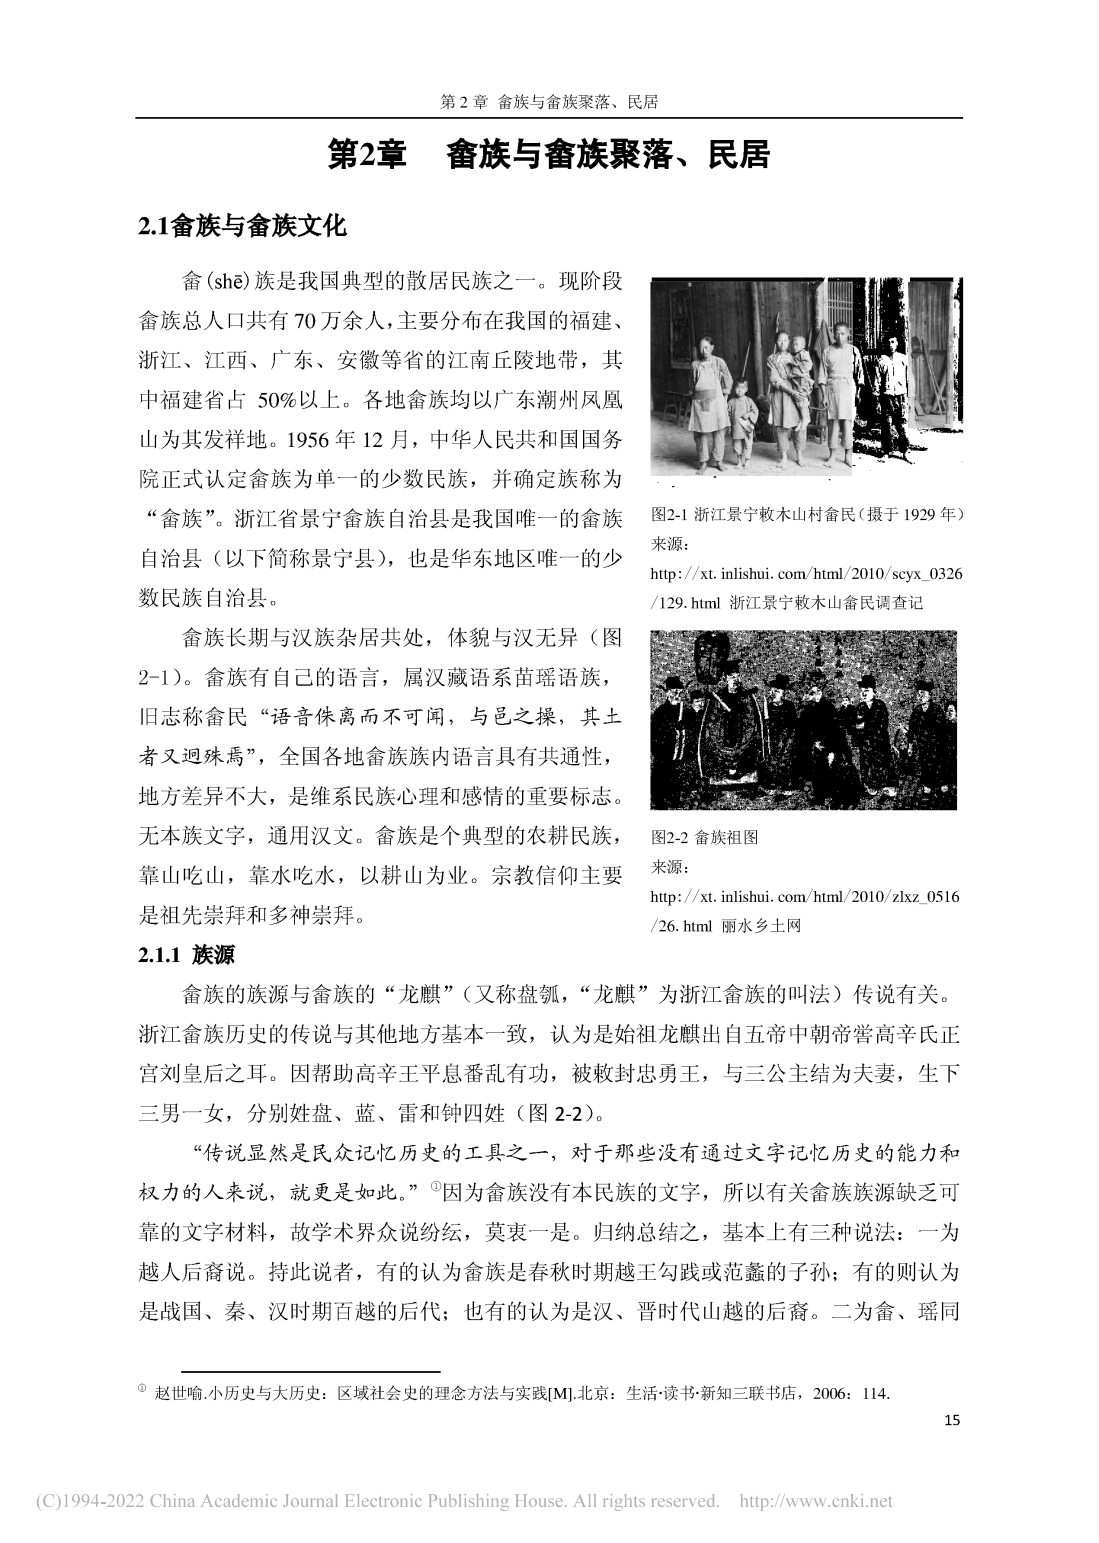 第 2 章 畲族与畲族聚落、民居
第2章 畲族与畲族聚落、民居
2.1畲族与畲族文化
畲(shē)族是我国典型的散居民族之一。现阶段
畲族总人口共有 70 万余人，主要分布在我国的福建、
浙江、江西、广东、安徽等省的江南丘陵地带，其
中福建省占 50%以上。各地畲族均以广东潮州凤凰
山为其发祥地。1956 年 12 月，中华人民共和国国务
院正式认定畲族为单一的少数民族，并确定族称为
“畲族”。浙江省景宁畲族自治县是我国唯一的畲族
自治县（以下简称景宁县），也是华东地区唯一的少
数民族自治县。
畲族长期与汉族杂居共处，体貌与汉无异（图
2-1）。畲族有自己的语言，属汉藏语系苗瑶语族，
旧志称畲民“语音侏离而不可闻，与邑之操，其土
者又迥殊焉”，全国各地畲族族内语言具有共通性，
地方差异不大，是维系民族心理和感情的重要标志。
无本族文字，通用汉文。畲族是个典型的农耕民族，
靠山吃山，靠水吃水，以耕山为业。宗教信仰主要
是祖先崇拜和多神崇拜。
图2-1 浙江景宁敕木山村畲民（摄于 1929 年）
来源：
http://xt.inlishui.com/html/2010/scyx_0326
/129.html 浙江景宁敕木山畲民调查记
图2-2 畲族祖图
来源：
http://xt.inlishui.com/html/2010/zlxz_0516
/26.html 丽水乡土网
2.1.1 族源
畲族的族源与畲族的“龙麒”（又称盘瓠，“龙麒”为浙江畲族的叫法）传说有关。
浙江畲族历史的传说与其他地方基本一致，认为是始祖龙麒出自五帝中朝帝喾高辛氏正
宫刘皇后之耳。因帮助高辛王平息番乱有功，被敕封忠勇王，与三公主结为夫妻，生下
三男一女，分别姓盘、蓝、雷和钟四姓（图 2-2）。
“传说显然是民众记忆历史的工具之一，对于那些没有通过文字记忆历史的能力和
权力的人来说，就更是如此。”①因为畲族没有本民族的文字，所以有关畲族族源缺乏可
靠的文字材料，故学术界众说纷纭，莫衷一是。归纳总结之，基本上有三种说法：一为
越人后裔说。持此说者，有的认为畲族是春秋时期越王勾践或范蠡的子孙；有的则认为
是战国、秦、汉时期百越的后代；也有的认为是汉、晋时代山越的后裔。二为畲、瑶同
① 赵世喻.小历史与大历史：区域社会史的理念方法与实践[M].北京：生活·读书·新知三联书店，2006：114.
15
(C)1994-2022 China Academic Journal Electronic Publishing House. All rights reserved. http://www.cnki.net